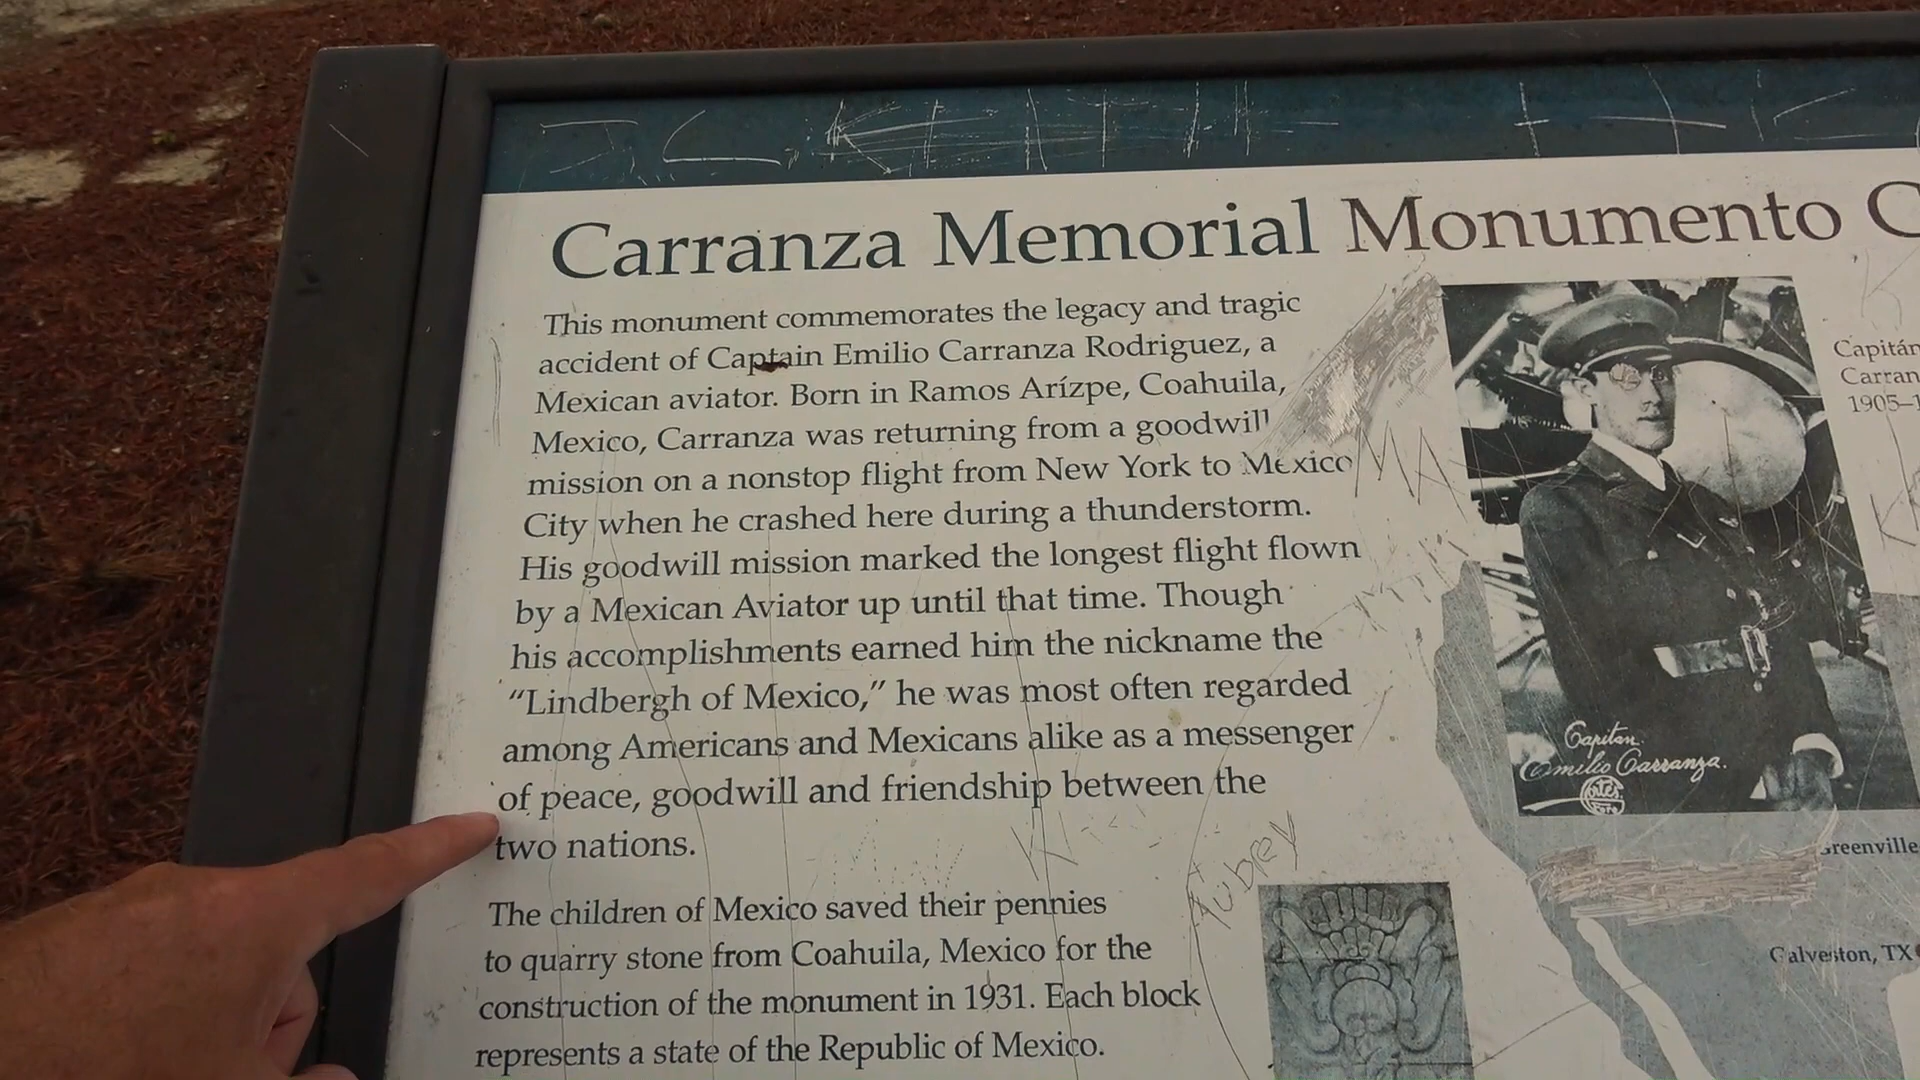 J.C. KEITH
Carranza Memorial Monumento C
This monument commemorates the legacy and tragic
accident of Captain Emilio Carranza Rodriguez, a
Mexican aviator. Born in Ramos Arízpe, Coahuila,
Mexico, Carranza was returning from a goodwill
mission on a nonstop flight from New York to Mexico
City when he crashed here during a thunderstorm.
His goodwill mission marked the longest flight flown
by a Mexican Aviator up until that time. Though
his accomplishments earned him the nickname the
“Lindbergh of Mexico,” he was most often regarded
among Americans and Mexicans alike as a messenger
of peace, goodwill and friendship between the
two nations.
The children of Mexico saved their pennies
to quarry stone from Coahuila, Mexico for the
construction of the monument in 1931. Each block
represents a state of the Republic of Mexico.
Capitán
Carran
1905–1
Capitan
Emilio Carranza.
Aubrey
Greenville
Galveston, TX